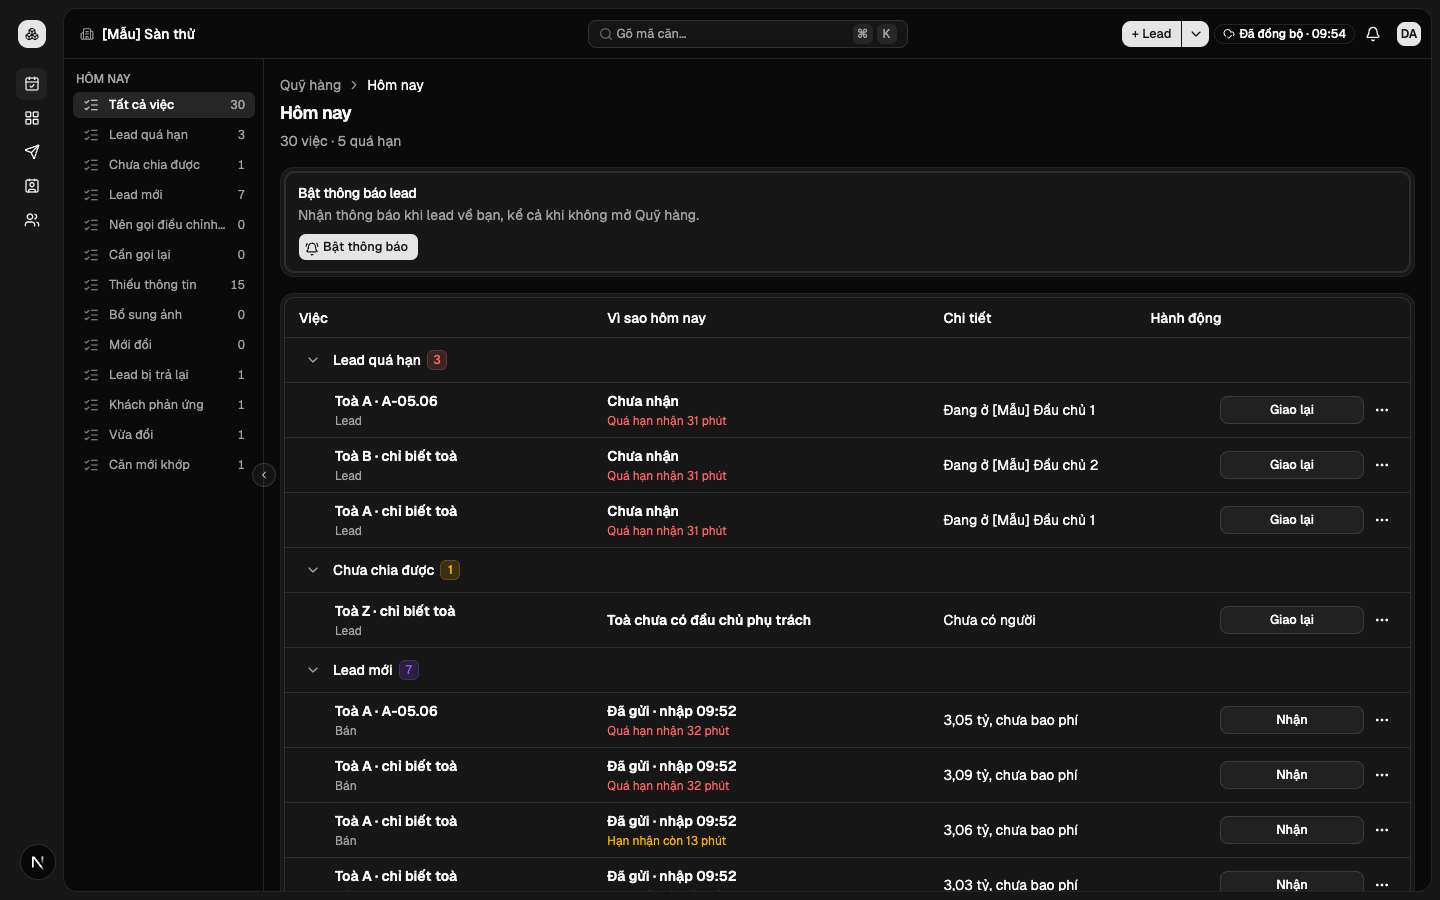 [Mẫu] Sàn thử
Gõ mã căn...
⌘ K
+ Lead
Đã đồng bộ · 09:54
DA
HÔM NAY
Tất cả việc 30
Lead quá hạn 3
Chưa chia được 1
Lead mới 7
Nên gọi điều chỉnh... 0
Cần gọi lại 0
Thiếu thông tin 15
Bổ sung ảnh 0
Mới đổi 0
Lead bị trả lại 1
Khách phản ứng 1
Vừa đổi 1
Căn mới khớp 1
N
Quỹ hàng > Hôm nay
Hôm nay
30 việc · 5 quá hạn
Bật thông báo lead
Nhận thông báo khi lead về bạn, kể cả khi không mở Quỹ hàng.
Bật thông báo
Việc Vì sao hôm nay Chi tiết Hành động
Lead quá hạn 3
Toà A · A-05.06 Chưa nhận Đang ở [Mẫu] Đầu chủ 1 Giao lại
Lead Quá hạn nhận 31 phút
Toà B · chỉ biết toà Chưa nhận Đang ở [Mẫu] Đầu chủ 2 Giao lại
Lead Quá hạn nhận 31 phút
Toà A · chỉ biết toà Chưa nhận Đang ở [Mẫu] Đầu chủ 1 Giao lại
Lead Quá hạn nhận 31 phút
Chưa chia được 1
Toà Z · chỉ biết toà Toà chưa có đầu chủ phụ trách Chưa có người Giao lại
Lead
Lead mới 7
Toà A · A-05.06 Đã gửi · nhập 09:52 3,05 tỷ, chưa bao phí Nhận
Bán Quá hạn nhận 32 phút
Toà A · chỉ biết toà Đã gửi · nhập 09:52 3,09 tỷ, chưa bao phí Nhận
Bán Quá hạn nhận 32 phút
Toà A · chỉ biết toà Đã gửi · nhập 09:52 3,06 tỷ, chưa bao phí Nhận
Bán Hạn nhận còn 13 phút
Toà A · chỉ biết toà Đã gửi · nhập 09:52 3,03 tỷ, chưa bao phí Nhận